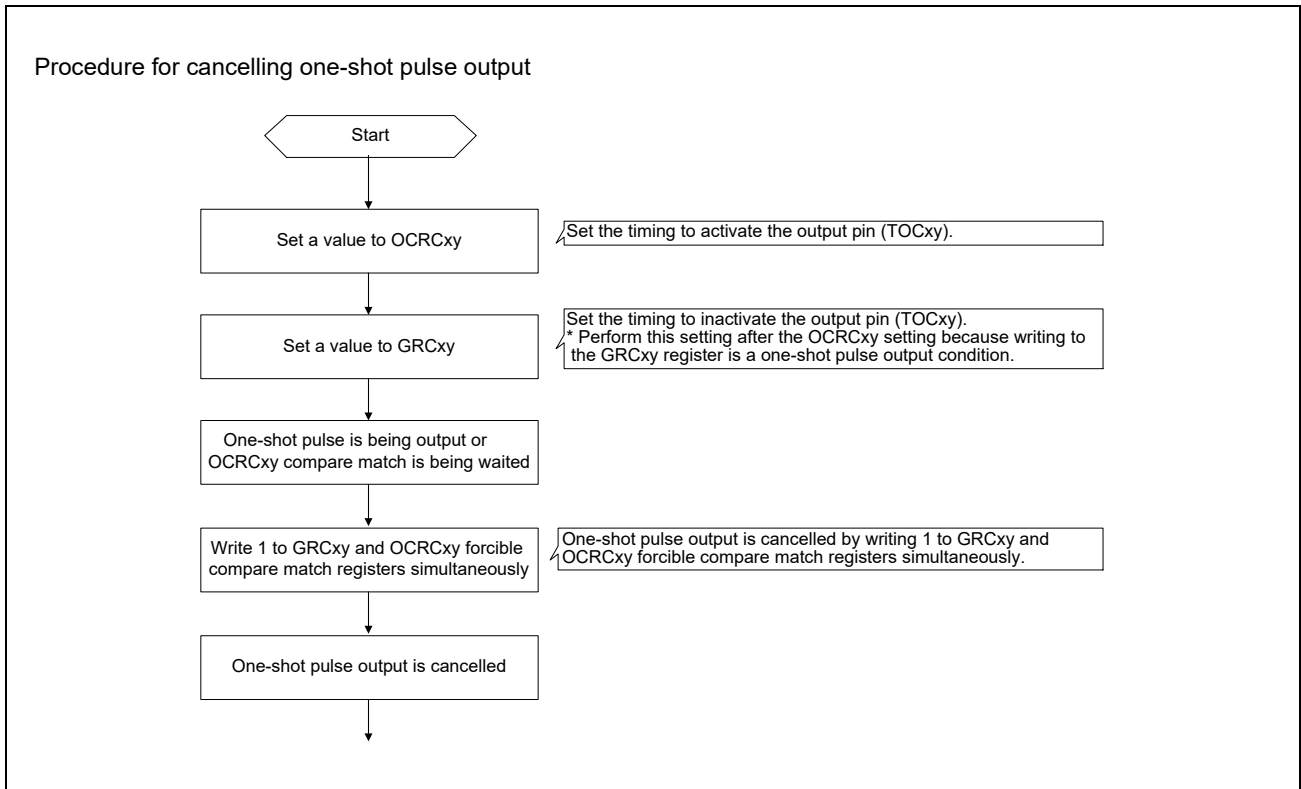 Procedure for cancelling one-shot pulse output
Start
Set a value to OCRCxy
Set the timing to activate the output pin (TOCxy).
Set a value to GRCxy
Set the timing to inactivate the output pin (TOCxy).
* Perform this setting after the OCRCxy setting because writing to
the GRCxy register is a one-shot pulse output condition.
One-shot pulse is being output or
OCRCxy compare match is being waited
Write 1 to GRCxy and OCRCxy forcible
compare match registers simultaneously
One-shot pulse output is cancelled by writing 1 to GRCxy and
OCRCxy forcible compare match registers simultaneously.
One-shot pulse output is cancelled